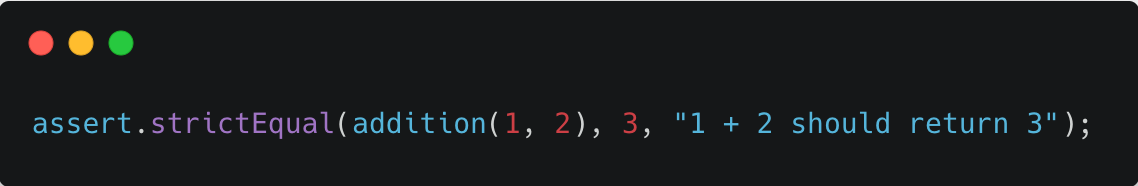 assert.strictEqual(addition(1, 2), 3, "1 + 2 should return 3");